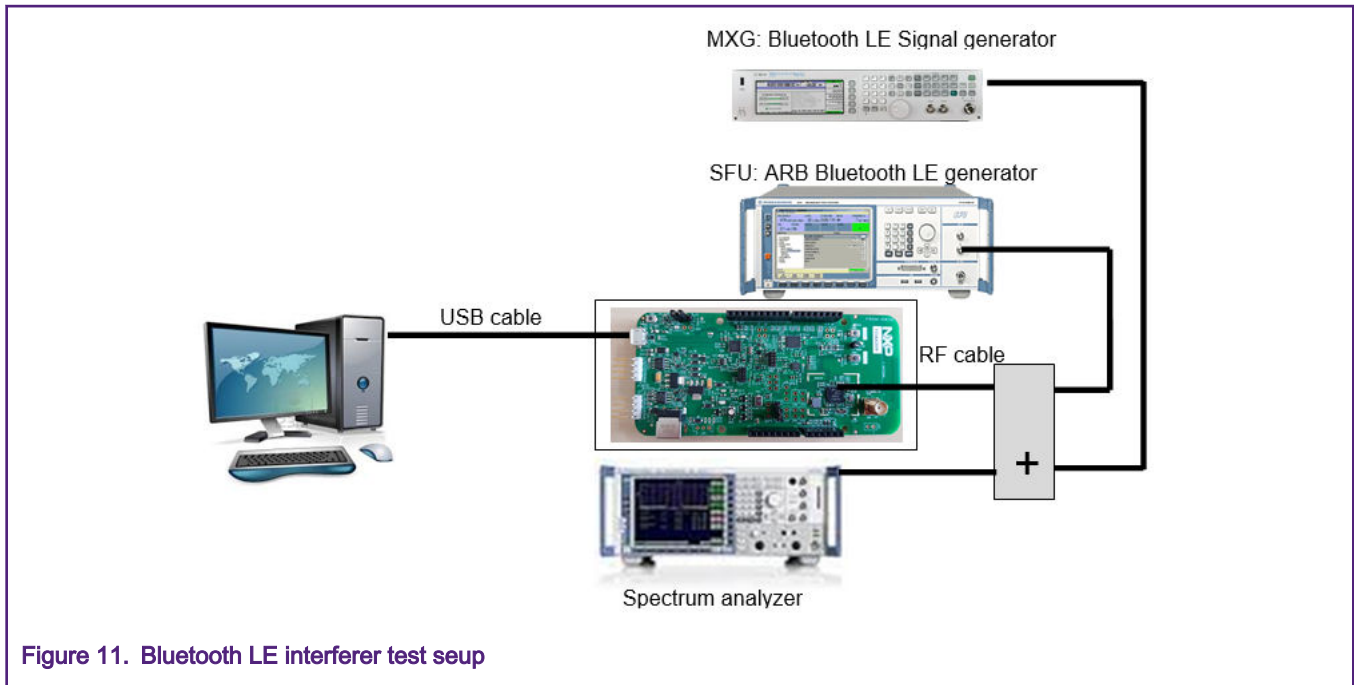 MXG: Bluetooth LE Signal generator
SFU: ARB Bluetooth LE generator
USB cable
NXP
RF cable
+
Spectrum analyzer
Figure 11. Bluetooth LE interferer test seup